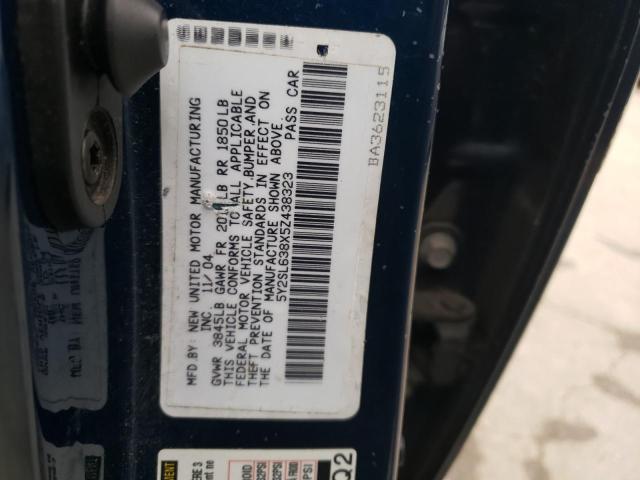 MFD.BY: NEW UNITED MOTOR MANUFACTURING
INC. 11/04
GVWR 3845LB GAWR FR LB RR 1850LB
THIS VEHICLE CONFORMS TO ALL APPLICABLE
FEDERAL MOTOR VEHICLE SAFETY,BUMPER,AND
THEFT PREVENTION STANDARDS IN EFFECT ON
THE DATE OF MANUFACTURE SHOWN ABOVE.
5Y2SL638X5Z438323 PASS CAR
BA3623115
Q2